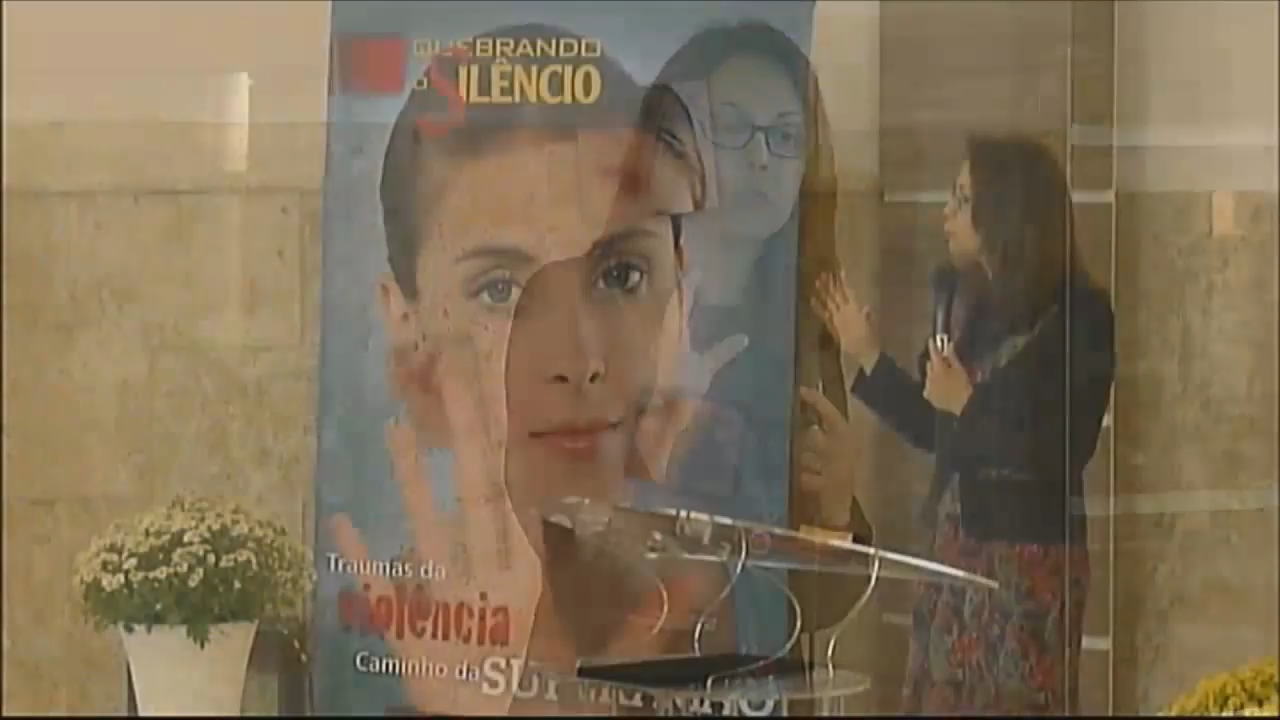 QUEBRANDO
O SILÊNCIO
Traumas da
violência
Caminho da